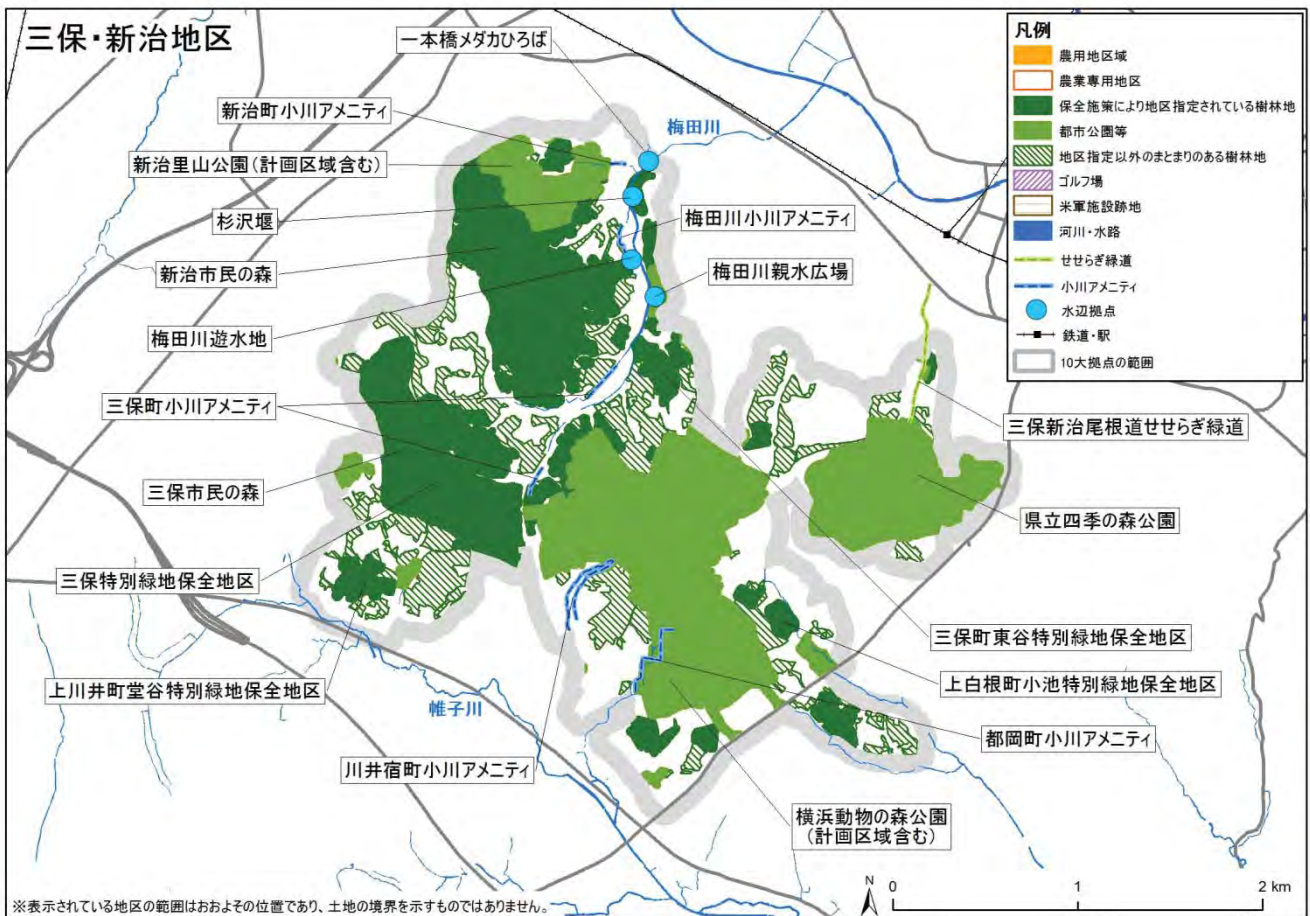 三保・新治地区
一本橋メダカひろば
新治町小川アメニティ
梅田川
新治里山公園(計画区域含む)
杉沢堰
梅田川小川アメニティ
新治市民の森
梅田川親水広場
梅田川遊水地
三保町小川アメニティ
三保新治尾根道せせらぎ緑道
三保市民の森
県立四季の森公園
三保特別緑地保全地区
三保町東谷特別緑地保全地区
上川井町堂谷特別緑地保全地区
上白根町小池特別緑地保全地区
帷子川
都岡町小川アメニティ
川井宿町小川アメニティ
横浜動物の森公園
(計画区域含む)
凡例
農用地区域
農業専用地区
保全施策により地区指定されている樹林地
都市公園等
地区指定以外のまとまりのある樹林地
ゴルフ場
米軍施設跡地
河川・水路
せせらぎ緑道
小川アメニティ
水辺拠点
鉄道・駅
10大拠点の範囲
N
0 1 2 km
※表示されている地区の範囲はおおよその位置であり、土地の境界を示すものではありません。